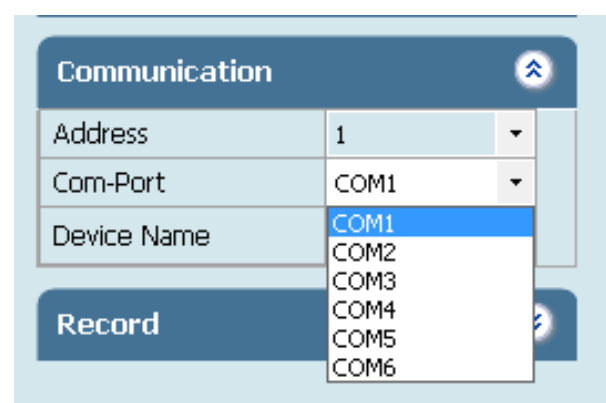 Communication
Address 1
Com-Port COM1
Device Name
COM1
COM2
COM3
Record
COM4
COM5
COM6